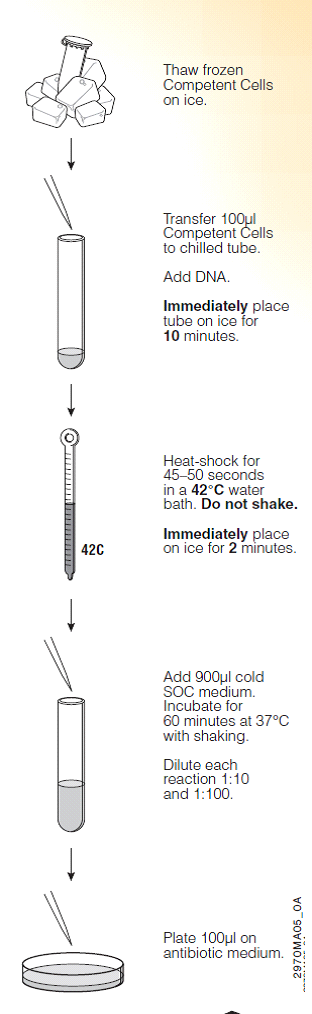 Thaw frozen
Competent Cells
on ice.
Transfer 100µl
Competent Cells
to chilled tube.
Add DNA.
Immediately place
tube on ice for
10 minutes.
Heat-shock for
45–50 seconds
in a 42°C water
bath. Do not shake.
Immediately place
on ice for 2 minutes.
42C
Add 900µl cold
SOC medium.
Incubate for
60 minutes at 37°C
with shaking.
Dilute each
reaction 1:10
and 1:100.
Plate 100µl on
antibiotic medium.
2970MA05_0A